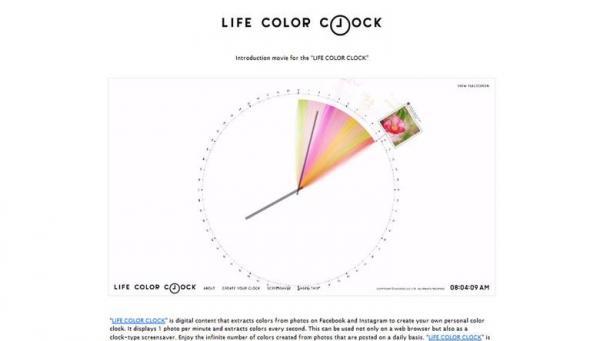 LIFE COLOR CLOCK
Introduction movie for the "LIFE COLOR CLOCK"
VIEW FULLSCREEN
LIFE COLOR CLOCK ABOUT CREATE YOUR CLOCK SCREENSAVER SHARE THIS 08:04:09 AM
"LIFE COLOR CLOCK" is digital content that extracts colors from photos on Facebook and Instagram to create your own personal color
clock. It displays 1 photo per minute and extracts colors every second. This can be used not only on a web browser but also as a
clock-type screensaver. Enjoy the infinite number of colors created from photos that are posted on a daily basis. "LIFE COLOR CLOCK" is